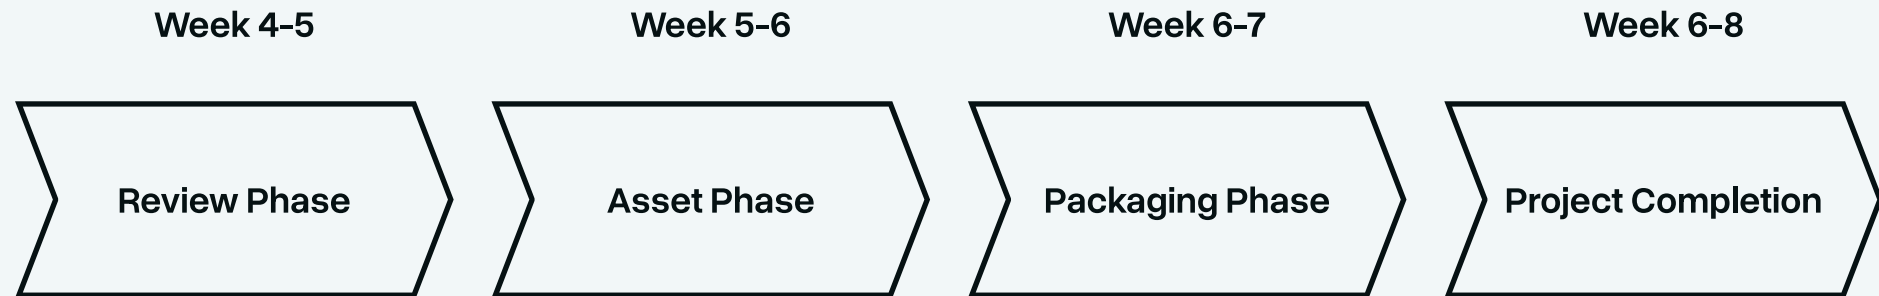 Week 4-5
Week 5-6
Week 6-7
Week 6-8
Review Phase
Asset Phase
Packaging Phase
Project Completion